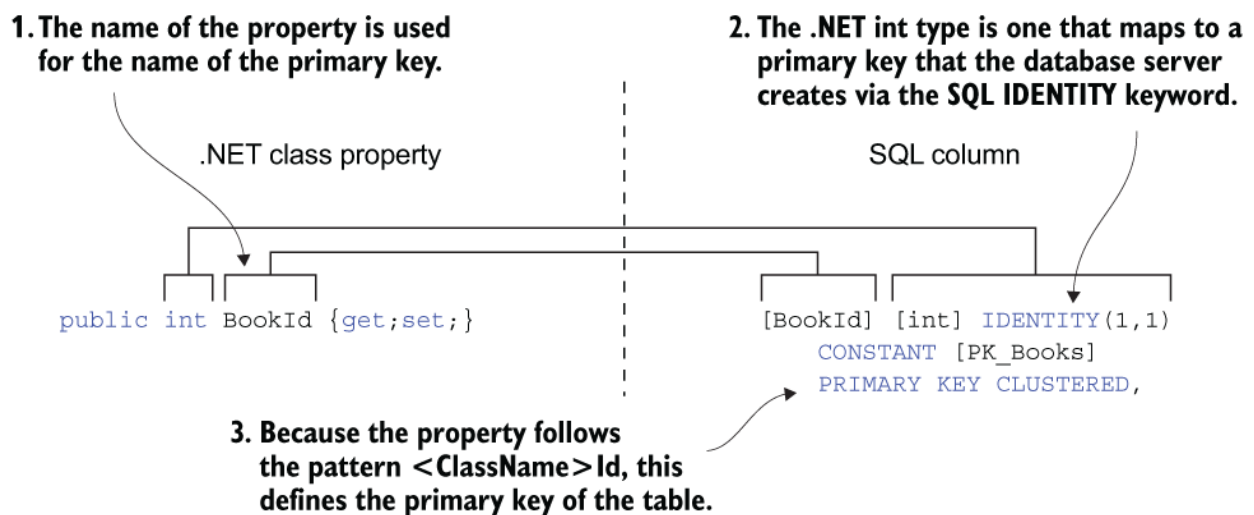 1. The name of the property is used
for the name of the primary key.
2. The .NET int type is one that maps to a
primary key that the database server
creates via the SQL IDENTITY keyword.
.NET class property
SQL column
public int BookId {get;set;}
[BookId] [int] IDENTITY(1,1)
CONSTANT [PK_Books]
PRIMARY KEY CLUSTERED,
3. Because the property follows
the pattern <ClassName>Id, this
defines the primary key of the table.